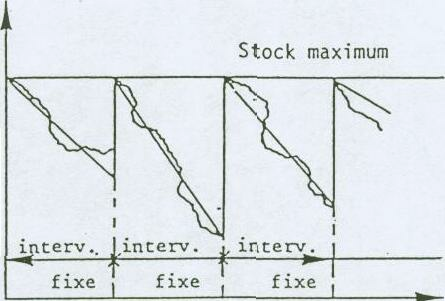 Stock maximum
interv. interv. interv.
fixe fixe fixe